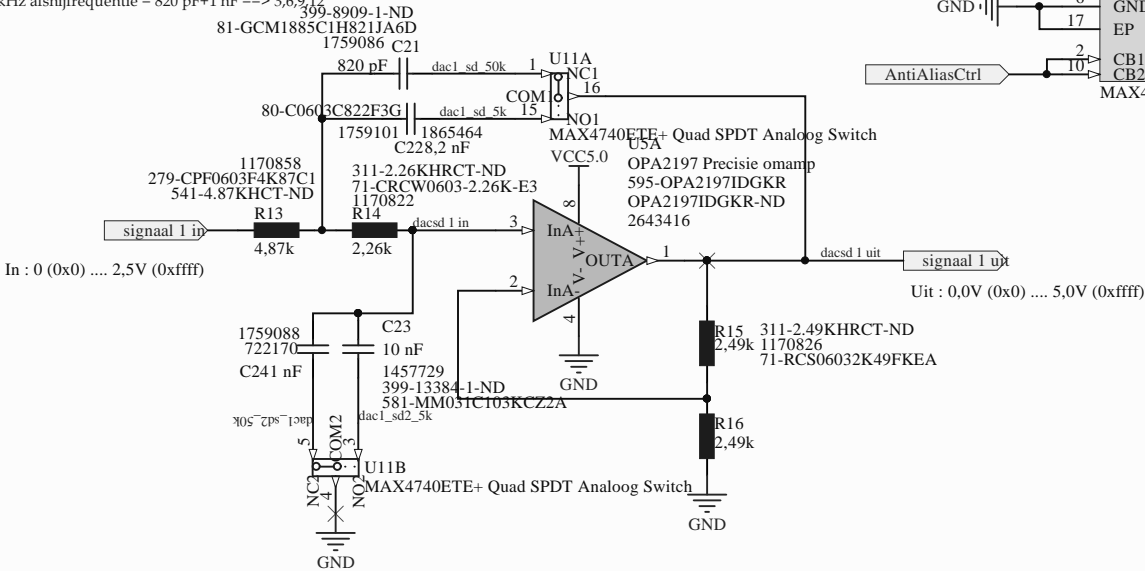 kHz afsnijfrequentie = 820 pF+1 nF ==> 3,6,9,12
399-8909-1-ND
81-GCM1885C1H821JA6D
1759086
C21
820 pF
dac1_sd_50k
1
U11A
NC1
COM1
16
80-C0603C822F3G
dac1_sd_5k
15
NO1
1759101
1865464
C228,2 nF
MAX4740ETE+ Quad SPDT Analoog Switch
GND
17
EP
AntiAliasCtrl
2
CB1
10
CB2
MAX4
U5A
VCC5.0
OPA2197 Precisie omamp
595-OPA2197IDGKR
OPA2197IDGKR-ND
2643416
1170858
279-CPF0603F4K87C1
541-4.87KHCT-ND
R13
4,87k
311-2.26KHRCT-ND
71-CRCW0603-2.26K-E3
1170822
R14
2,26k
signaal 1 in
dacsd 1 in
3
InA+
8
V+
OUTA
1
2
InA-
V-
4
GND
dacsd 1 uit
signaal 1 uit
In : 0 (0x0) .... 2,5V (0xffff)
Uit : 0,0V (0x0) .... 5,0V (0xffff)
R15
2,49k
311-2.49KHRCT-ND
1170826
71-RCS06032K49FKEA
1759088
722170
C241 nF
C23
10 nF
1457729
399-13384-1-ND
581-MM031C103KCZ2A
dac1_sd2_50k
dac1_sd2_5k
R16
2,49k
5
COM2
3
U11B
NC2
4
NO2
MAX4740ETE+ Quad SPDT Analoog Switch
GND
GND
GND